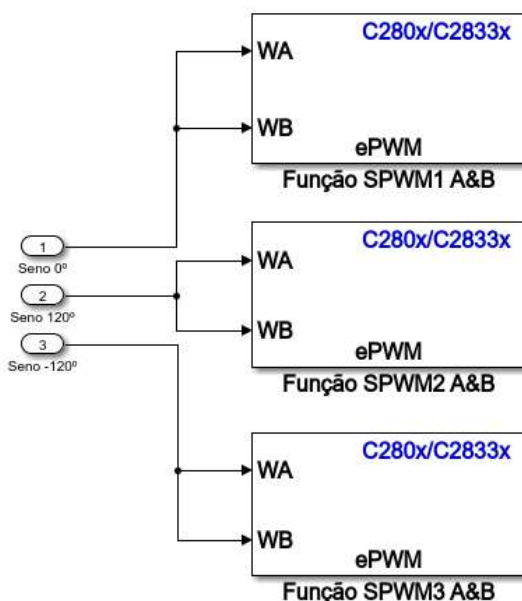 C280x/C2833x
WA
WB
ePWM
Função SPWM1 A&B
1
Seno 0º
2
Seno 120º
3
Seno -120º
C280x/C2833x
WA
WB
ePWM
Função SPWM2 A&B
C280x/C2833x
WA
WB
ePWM
Função SPWM3 A&B